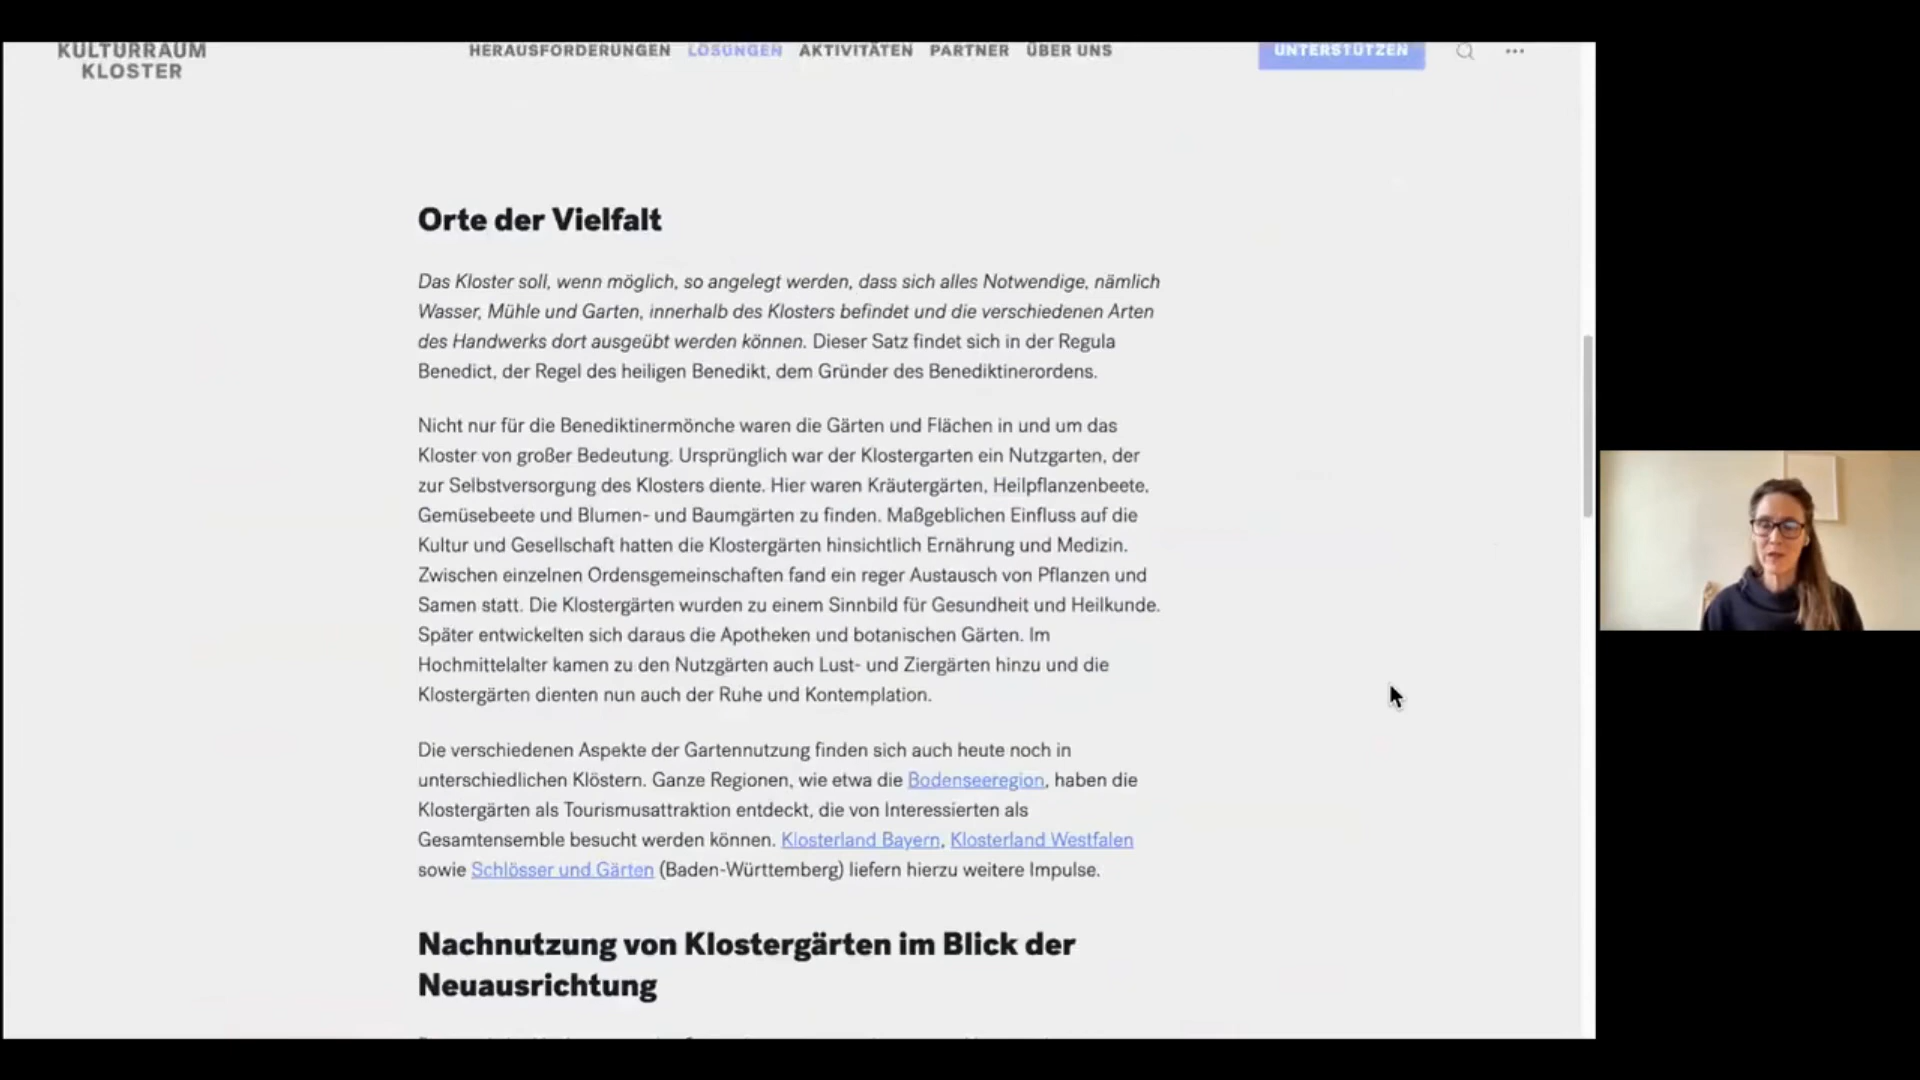 KULTURRAUM
KLOSTER
HERAUSFORDERUNGEN LÖSUNGEN AKTIVITÄTEN PARTNER ÜBER UNS
UNTERSTÜTZEN
Orte der Vielfalt
Das Kloster soll, wenn möglich, so angelegt werden, dass sich alles Notwendige, nämlich
Wasser, Mühle und Garten, innerhalb des Klosters befindet und die verschiedenen Arten
des Handwerks dort ausgeübt werden können. Dieser Satz findet sich in der Regula
Benedict, der Regel des heiligen Benedikt, dem Gründer des Benediktinerordens.
Nicht nur für die Benediktinermönche waren die Gärten und Flächen in und um das
Kloster von großer Bedeutung. Ursprünglich war der Klostergarten ein Nutzgarten, der
zur Selbstversorgung des Klosters diente. Hier waren Kräutergärten, Heilpflanzenbeete,
Gemüsebeete und Blumen- und Baumgärten zu finden. Maßgeblichen Einfluss auf die
Kultur und Gesellschaft hatten die Klostergärten hinsichtlich Ernährung und Medizin.
Zwischen einzelnen Ordensgemeinschaften fand ein reger Austausch von Pflanzen und
Samen statt. Die Klostergärten wurden zu einem Sinnbild für Gesundheit und Heilkunde.
Später entwickelten sich daraus die Apotheken und botanischen Gärten. Im
Hochmittelalter kamen zu den Nutzgärten auch Lust- und Ziergärten hinzu und die
Klostergärten dienten nun auch der Ruhe und Kontemplation.
Die verschiedenen Aspekte der Gartennutzung finden sich auch heute noch in
unterschiedlichen Klöstern. Ganze Regionen, wie etwa die Bodenseeregion, haben die
Klostergärten als Tourismusattraktion entdeckt, die von Interessierten als
Gesamtensemble besucht werden können. Klosterland Bayern, Klosterland Westfalen
sowie Schlösser und Gärten (Baden-Württemberg) liefern hierzu weitere Impulse.
Nachnutzung von Klostergärten im Blick der
Neuausrichtung